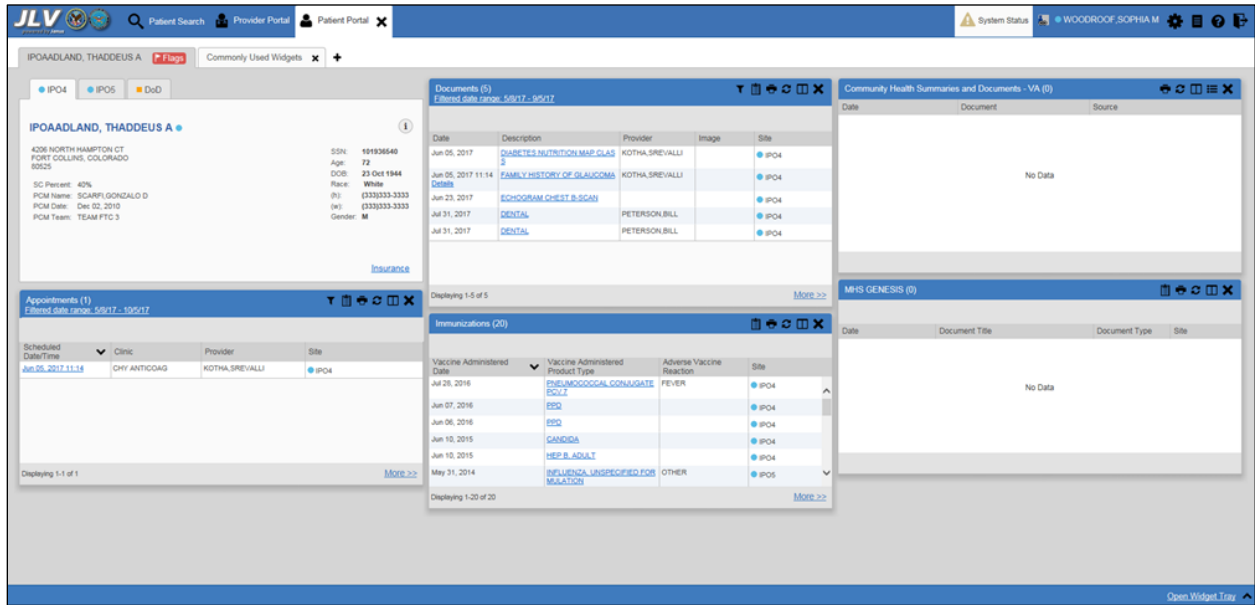 JLV Patient Search Provider Portal Patient Portal System Status WOODROOF,SOPHIA M
IPOAADLAND, THADDEUS A Flags Commonly Used Widgets
IPO4 IPO5 DoD
IPOAADLAND, THADDEUS A
4206 NORTH HAMPTON CT
FORT COLLINS, COLORADO
60525
SC Percent: 40%
PCM Name: SCARFI,GONZALO D
PCM Date: Dec 02, 2010
PCM Team: TEAM FTC 3
SSN: 101936540
Age: 72
DOB: 23 Oct 1944
Race: White
(h): (333)333-3333
(w): (333)333-3333
Gender: M
Insurance
Appointments (1)
Filtered date range: 5/8/17 - 10/5/17
Scheduled
Date/Time Clinic Provider Site
Jun 05, 2017 11:14 CHY ANTICOAG KOTHA,SREVALLI IPO4
Displaying 1-1 of 1 More >>
Documents (5)
Filtered date range: 5/8/17 - 9/5/17
Date Description Provider Image Site
Jun 05, 2017 DIABETES NUTRITION MAP CLAS KOTHA,SREVALLI IPO4
S
Jun 05, 2017 11:14 FAMILY HISTORY OF GLAUCOMA KOTHA,SREVALLI IPO4
Details
Jun 23, 2017 ECHOGRAM CHEST B-SCAN IPO4
Jul 31, 2017 DENTAL PETERSON,BILL IPO4
Jul 31, 2017 DENTAL PETERSON,BILL IPO4
Displaying 1-5 of 5 More >>
Immunizations (20)
Vaccine Administered Vaccine Administered Adverse Vaccine
Date Product Type Reaction Site
Jul 28, 2016 PNEUMOCOCCAL CONJUGATE FEVER IPO4
PCV 7
Jun 07, 2016 PPD IPO4
Jun 06, 2016 PPD IPO4
Jun 10, 2015 CANDIDA IPO4
Jun 10, 2015 HEP B, ADULT IPO4
May 31, 2014 INFLUENZA, UNSPECIFIED FOR OTHER IPO5
MULATION
Displaying 1-20 of 20 More >>
Community Health Summaries and Documents - VA (0)
Date Document Source
No Data
MHS GENESIS (0)
Date Document Title Document Type Site
No Data
Open Widget Tray